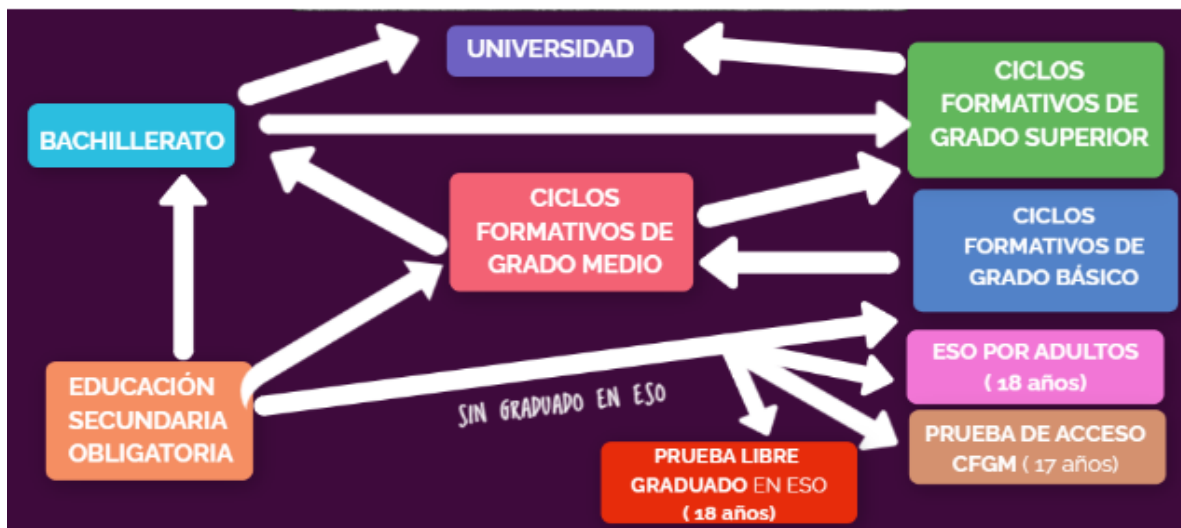 UNIVERSIDAD
CICLOS
FORMATIVOS DE
GRADO SUPERIOR
BACHILLERATO
CICLOS
FORMATIVOS DE
GRADO MEDIO
CICLOS
FORMATIVOS DE
GRADO BÁSICO
ESO POR ADULTOS
( 18 años)
EDUCACIÓN
SECUNDARIA
OBLIGATORIA
SIN GRADUADO EN ESO
PRUEBA DE ACCESO
CFGM ( 17 años)
PRUEBA LIBRE
GRADUADO EN ESO
( 18 años)